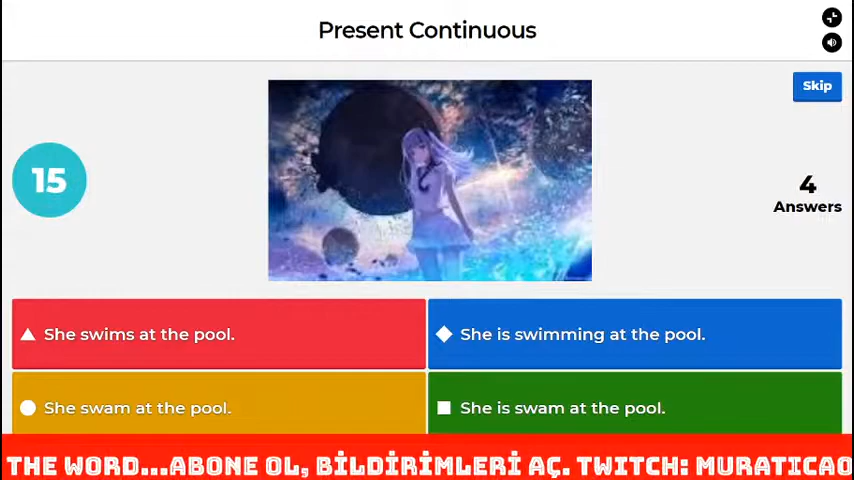 Present Continuous
Skip
15
4
Answers
She swims at the pool.
She is swimming at the pool.
She swam at the pool.
She is swam at the pool.
THE WORD...ABONE OL, BİLDİRİMLERİ AÇ. TWITCH: MURATICAO